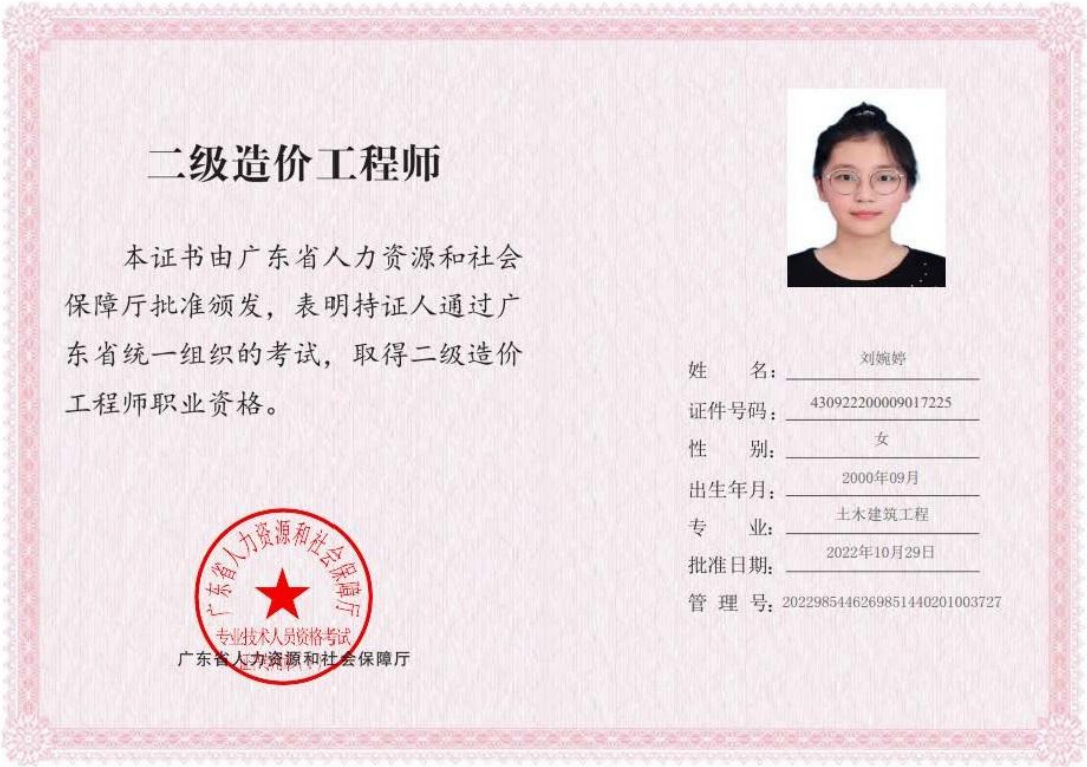 二级造价工程师
本证书由广东省人力资源和社会
保障厅批准颁发，表明持证人通过广
东省统一组织的考试，取得二级造价
工程师职业资格。
姓 名：刘婉婷
证件号码：430922200009017225
性 别：女
出生年月：2000年09月
专 业：土木建筑工程
批准日期：2022年10月29日
管 理 号：2022985446269851440201003727
广东省人力资源和社会保障厅
专业技术人员资格考试
广东省人力资源和社会保障厅